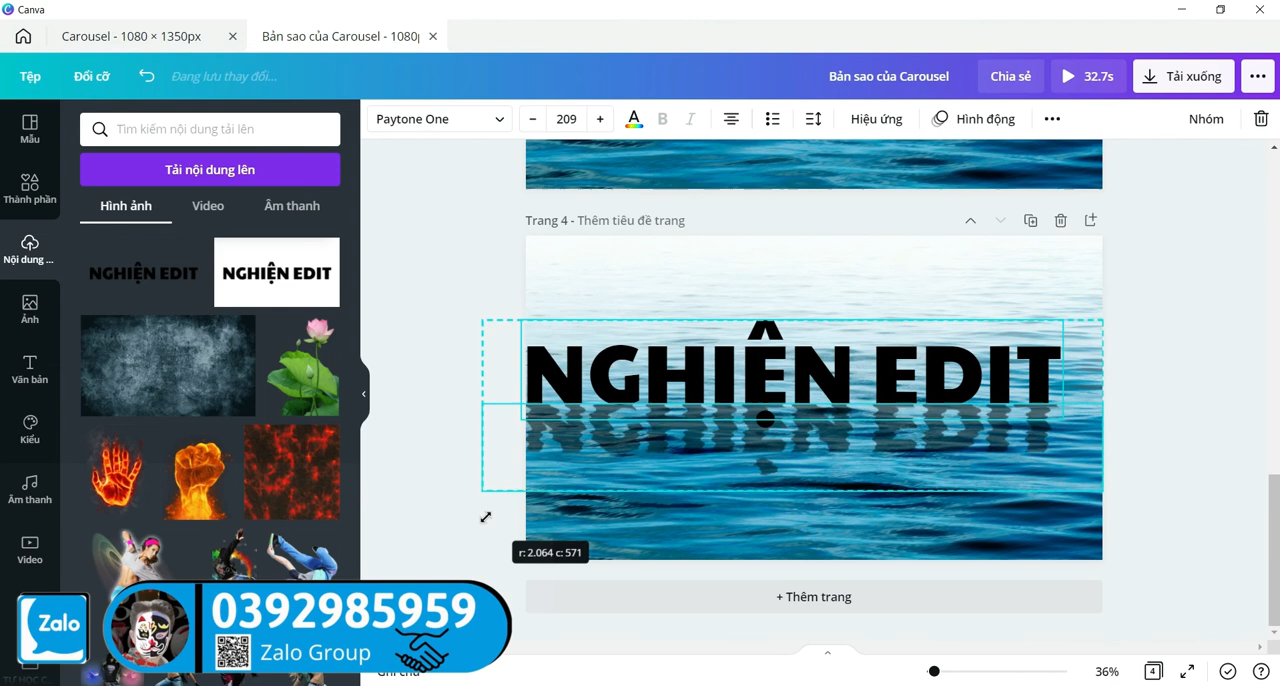 Canva
Carousel - 1080 × 1350px
Bản sao của Carousel - 1080
Tệp
Đổi cỡ
Đang lưu thay đổi...
Bản sao của Carousel
Chia sẻ
32.7s
Tải xuống
Mẫu
Thành phần
Nội dung ...
Ảnh
Văn bản
Kiểu
Âm thanh
Video
TỰ HỌC C...
Tìm kiếm nội dung tải lên
Tải nội dung lên
Hình ảnh
Video
Âm thanh
NGHIỆN EDIT
NGHIỆN EDIT
Paytone One
209
A
B
I
Hiệu ứng
Hình động
Nhóm
Trang 4 - Thêm tiêu đề trang
NGHIỆN EDIT
r: 2.064 c: 571
+ Thêm trang
Zalo
0392985959
Zalo Group
Ghi chú
36%
4